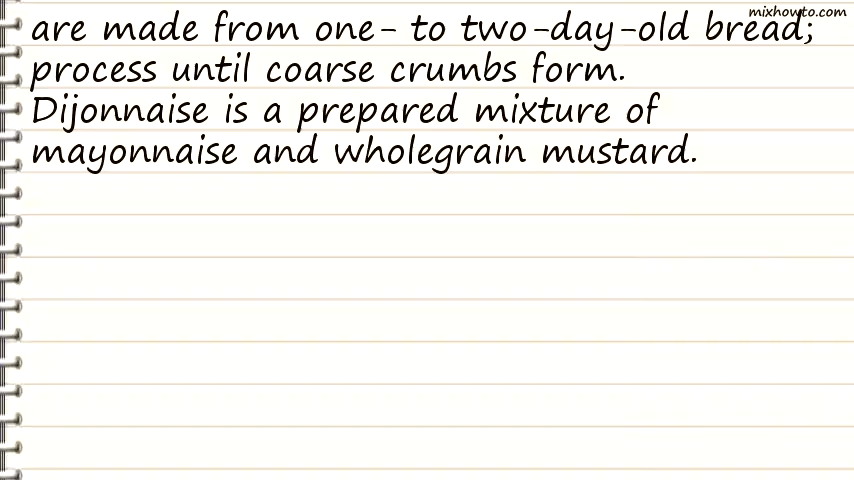 mixhowto.com
are made from one- to two-day-old bread;
process until coarse crumbs form.
Dijonnaise is a prepared mixture of
mayonnaise and wholegrain mustard.